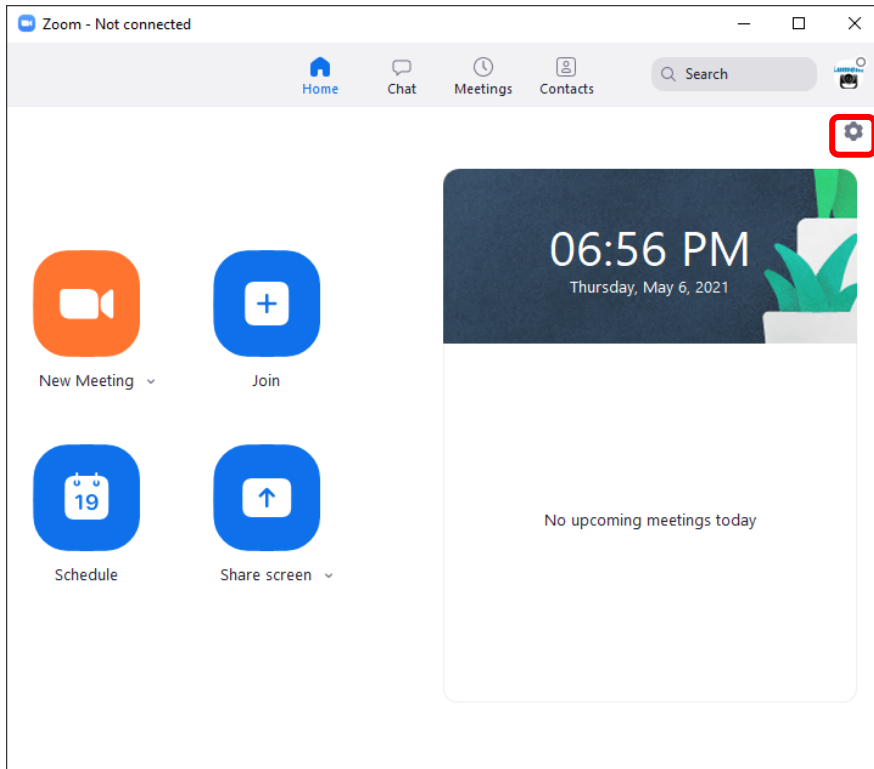 Zoom - Not connected
Home
Chat
Meetings
Contacts
Search
06:56 PM
Thursday, May 6, 2021
New Meeting
Join
19
Schedule
Share screen
No upcoming meetings today